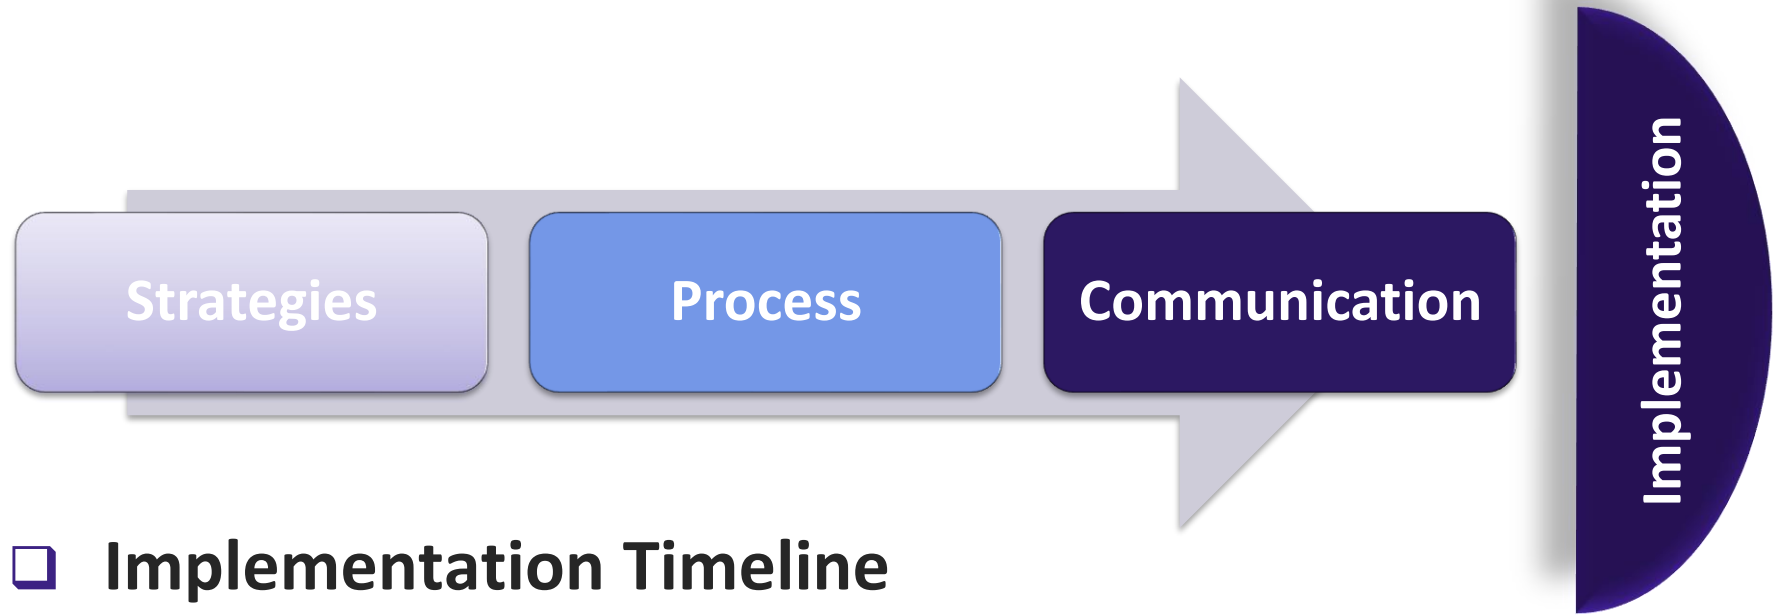 Strategies
Process
Communication
Implementation
Implementation Timeline